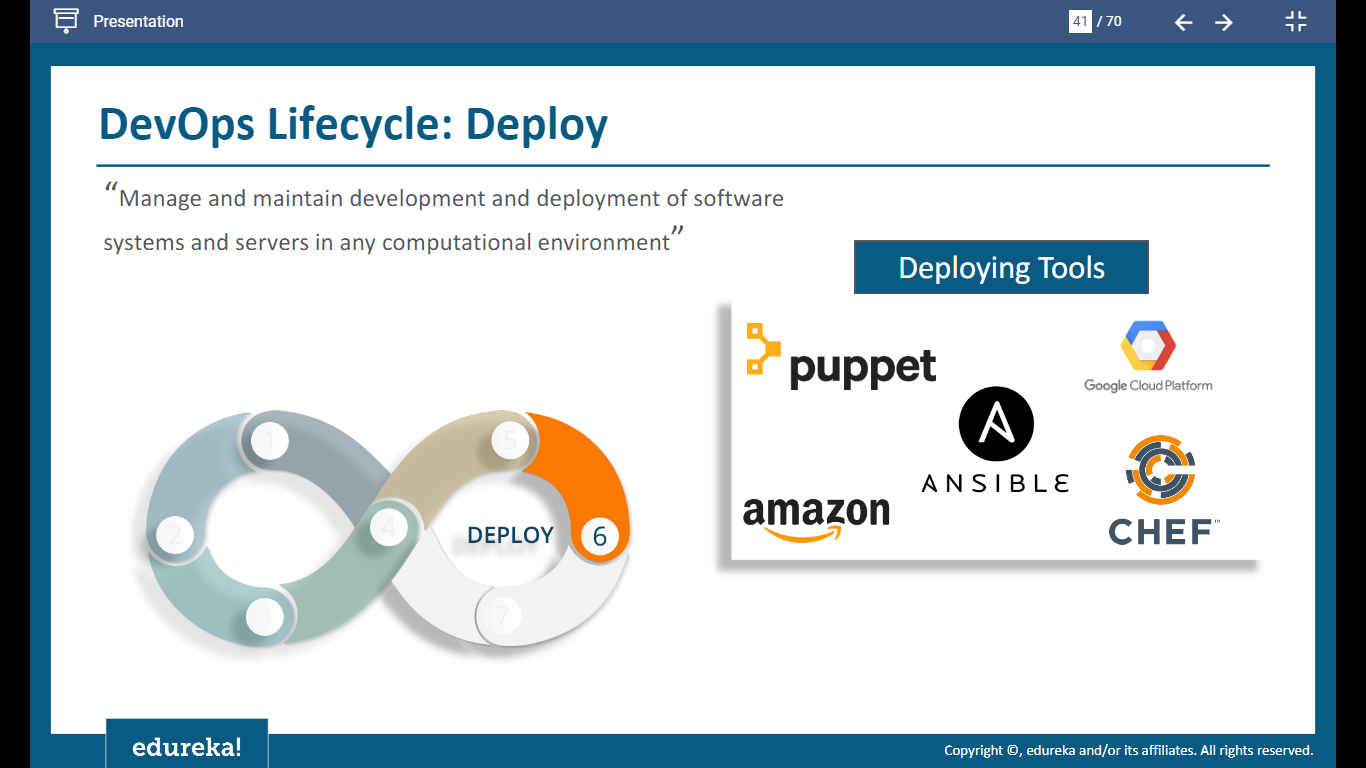 Presentation
41 / 70
DevOps Lifecycle: Deploy
“Manage and maintain development and deployment of software
systems and servers in any computational environment”
Deploying Tools
puppet
Google Cloud Platform
ANSIBLE
amazon
CHEF™
1
2
3
4
5
DEPLOY
6
7
edureka!
Copyright ©, edureka and/or its affiliates. All rights reserved.